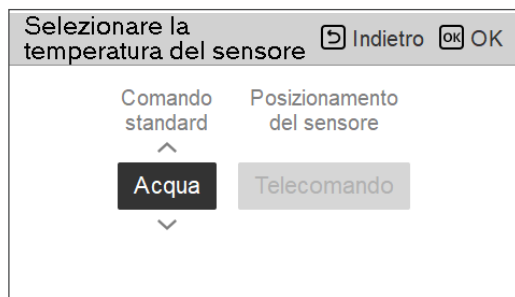 Selezionare la
temperatura del sensore
Indietro OK OK
Comando
standard
Posizionamento
del sensore
Acqua
Telecomando